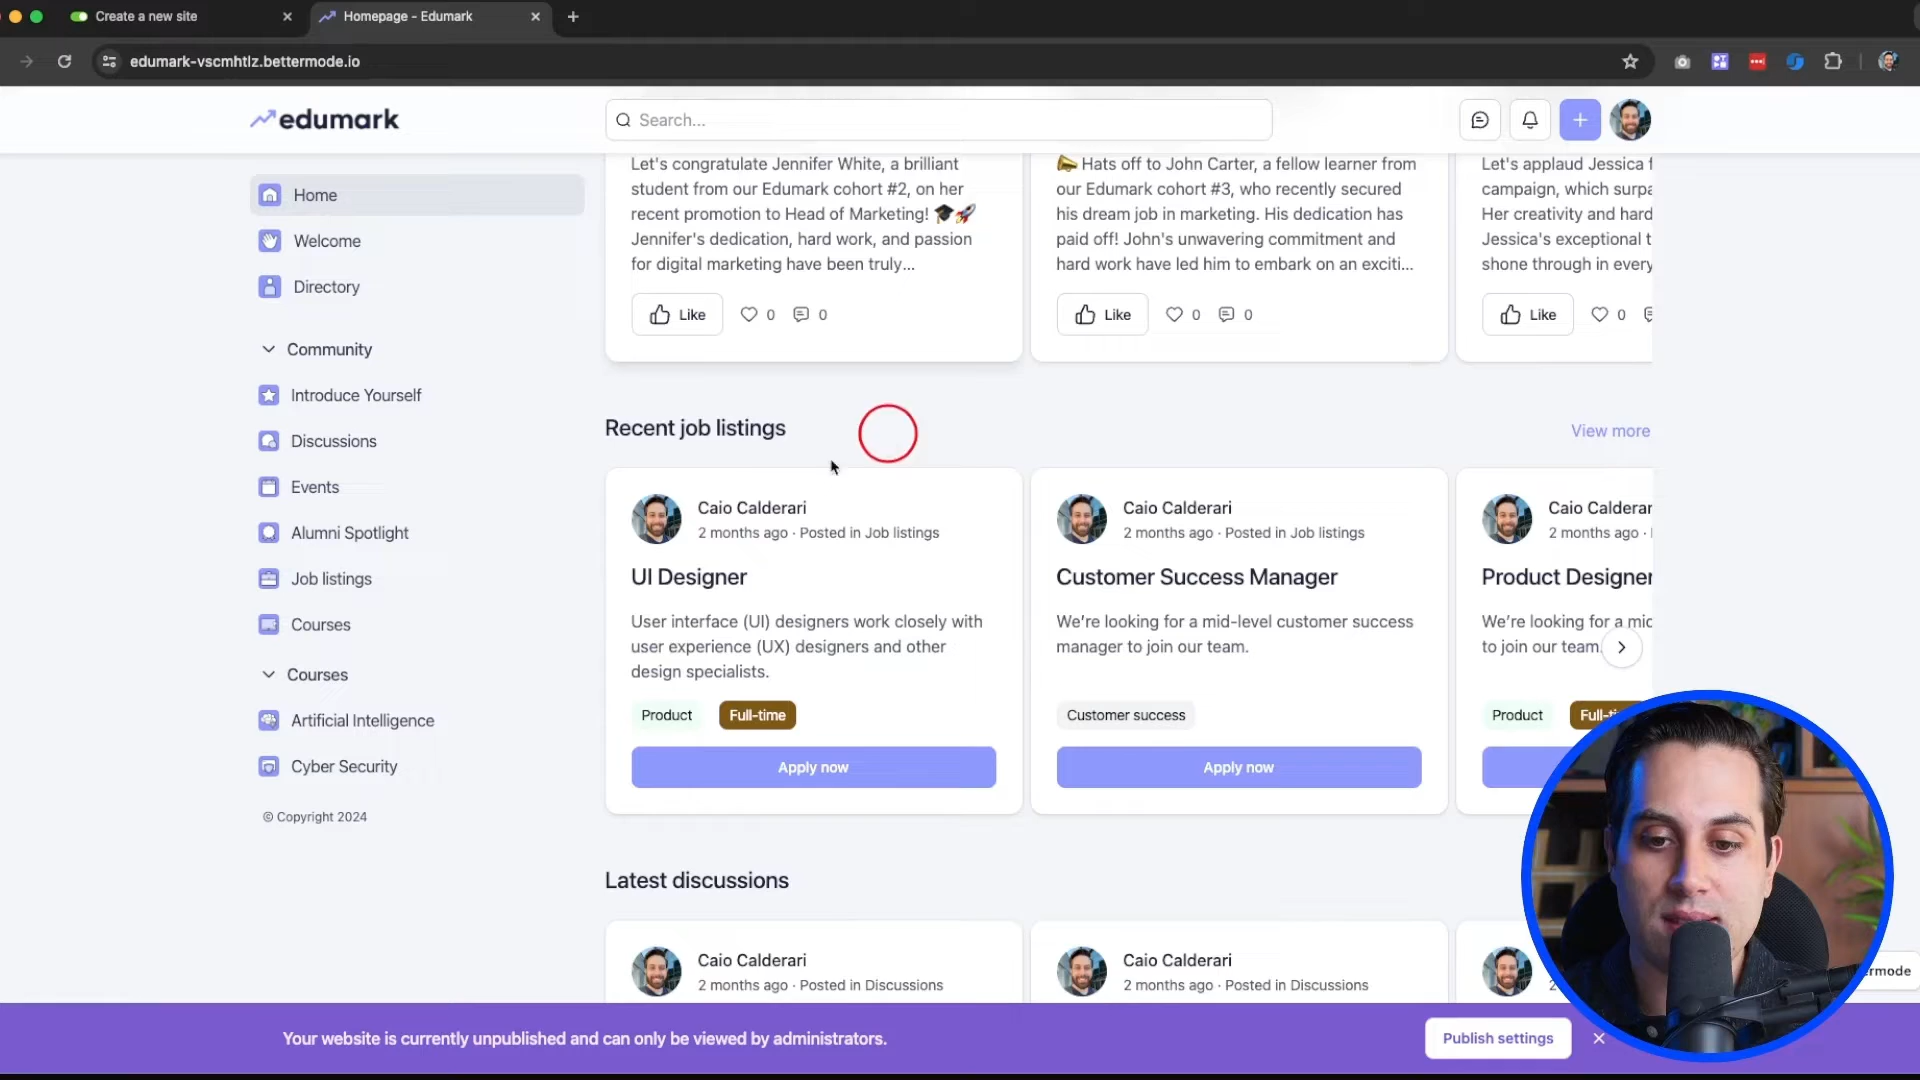 Create a new site
Homepage - Edumark
edumark-vscmhtlz.bettermode.io
edumark
Search...
Home
Welcome
Directory
Community
Introduce Yourself
Discussions
Events
Alumni Spotlight
Job listings
Courses
Courses
Artificial Intelligence
Cyber Security
© Copyright 2024
Let's congratulate Jennifer White, a brilliant
student from our Edumark cohort #2, on her
recent promotion to Head of Marketing! 🎓🚀
Jennifer's dedication, hard work, and passion
for digital marketing have been truly...
Like
0
0
📣 Hats off to John Carter, a fellow learner from
our Edumark cohort #3, who recently secured
his dream job in marketing. His dedication has
paid off! John's unwavering commitment and
hard work have led him to embark on an exciti...
Like
0
0
Let's applaud Jessica f
campaign, which surpa
Her creativity and hard
Jessica's exceptional t
shone through in every
Like
0
Recent job listings
View more
Caio Calderari
2 months ago · Posted in Job listings
UI Designer
User interface (UI) designers work closely with
user experience (UX) designers and other
design specialists.
Product Full-time
Apply now
Caio Calderari
2 months ago · Posted in Job listings
Customer Success Manager
We're looking for a mid-level customer success
manager to join our team.
Customer success
Apply now
Caio Calderar
2 months ago ·
Product Designer
We're looking for a mid
to join our team.
Product Full-ti
Latest discussions
Caio Calderari
2 months ago · Posted in Discussions
Caio Calderari
2 months ago · Posted in Discussions
2
rmode
Your website is currently unpublished and can only be viewed by administrators.
Publish settings